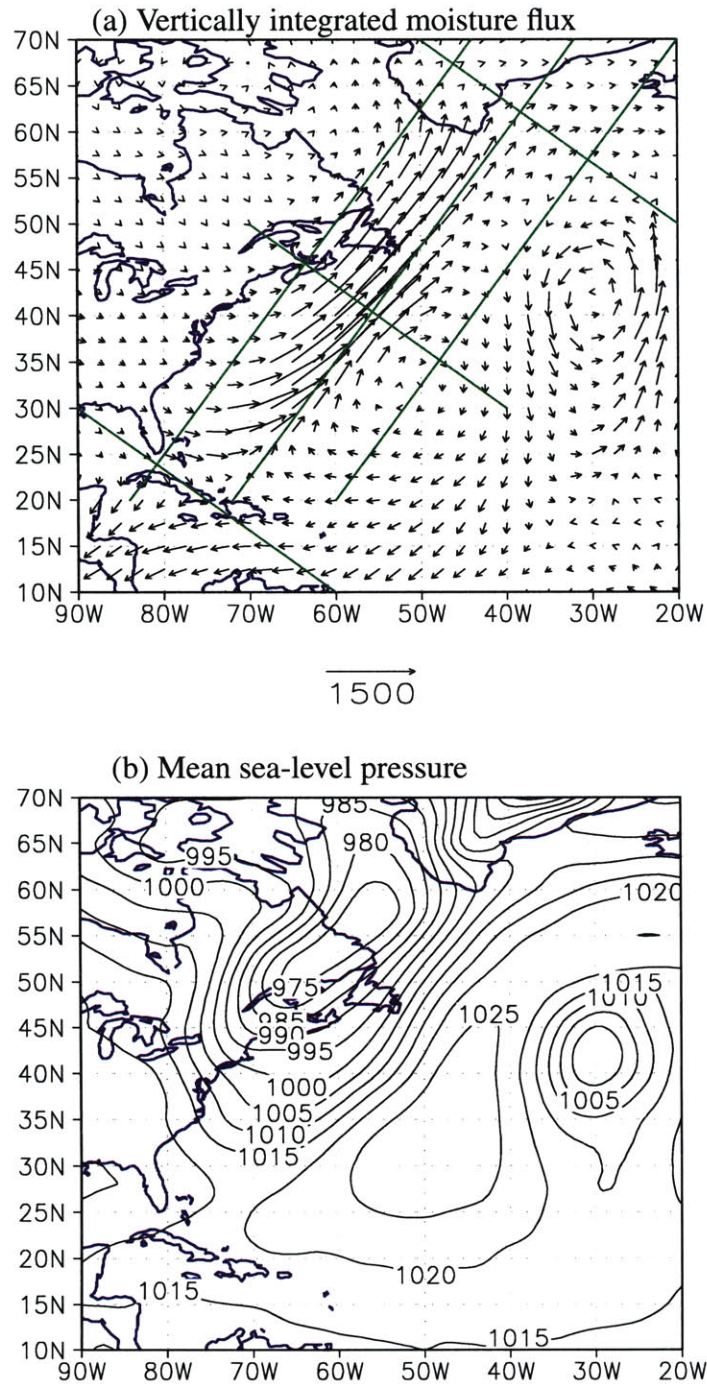 (a) Vertically integrated moisture flux
70N
65N
60N
55N
50N
45N
40N
35N
30N
25N
20N
15N
10N
90W 80W 70W 60W 50W 40W 30W 20W
1500
(b) Mean sea-level pressure
70N
65N
60N
55N
50N
45N
40N
35N
30N
25N
20N
15N
10N
985
995
980
1000
1020
975
1015
1010
985
990
1025
995
1000
1005
1005
1010
1015
1020
1015
1015
90W 80W 70W 60W 50W 40W 30W 20W